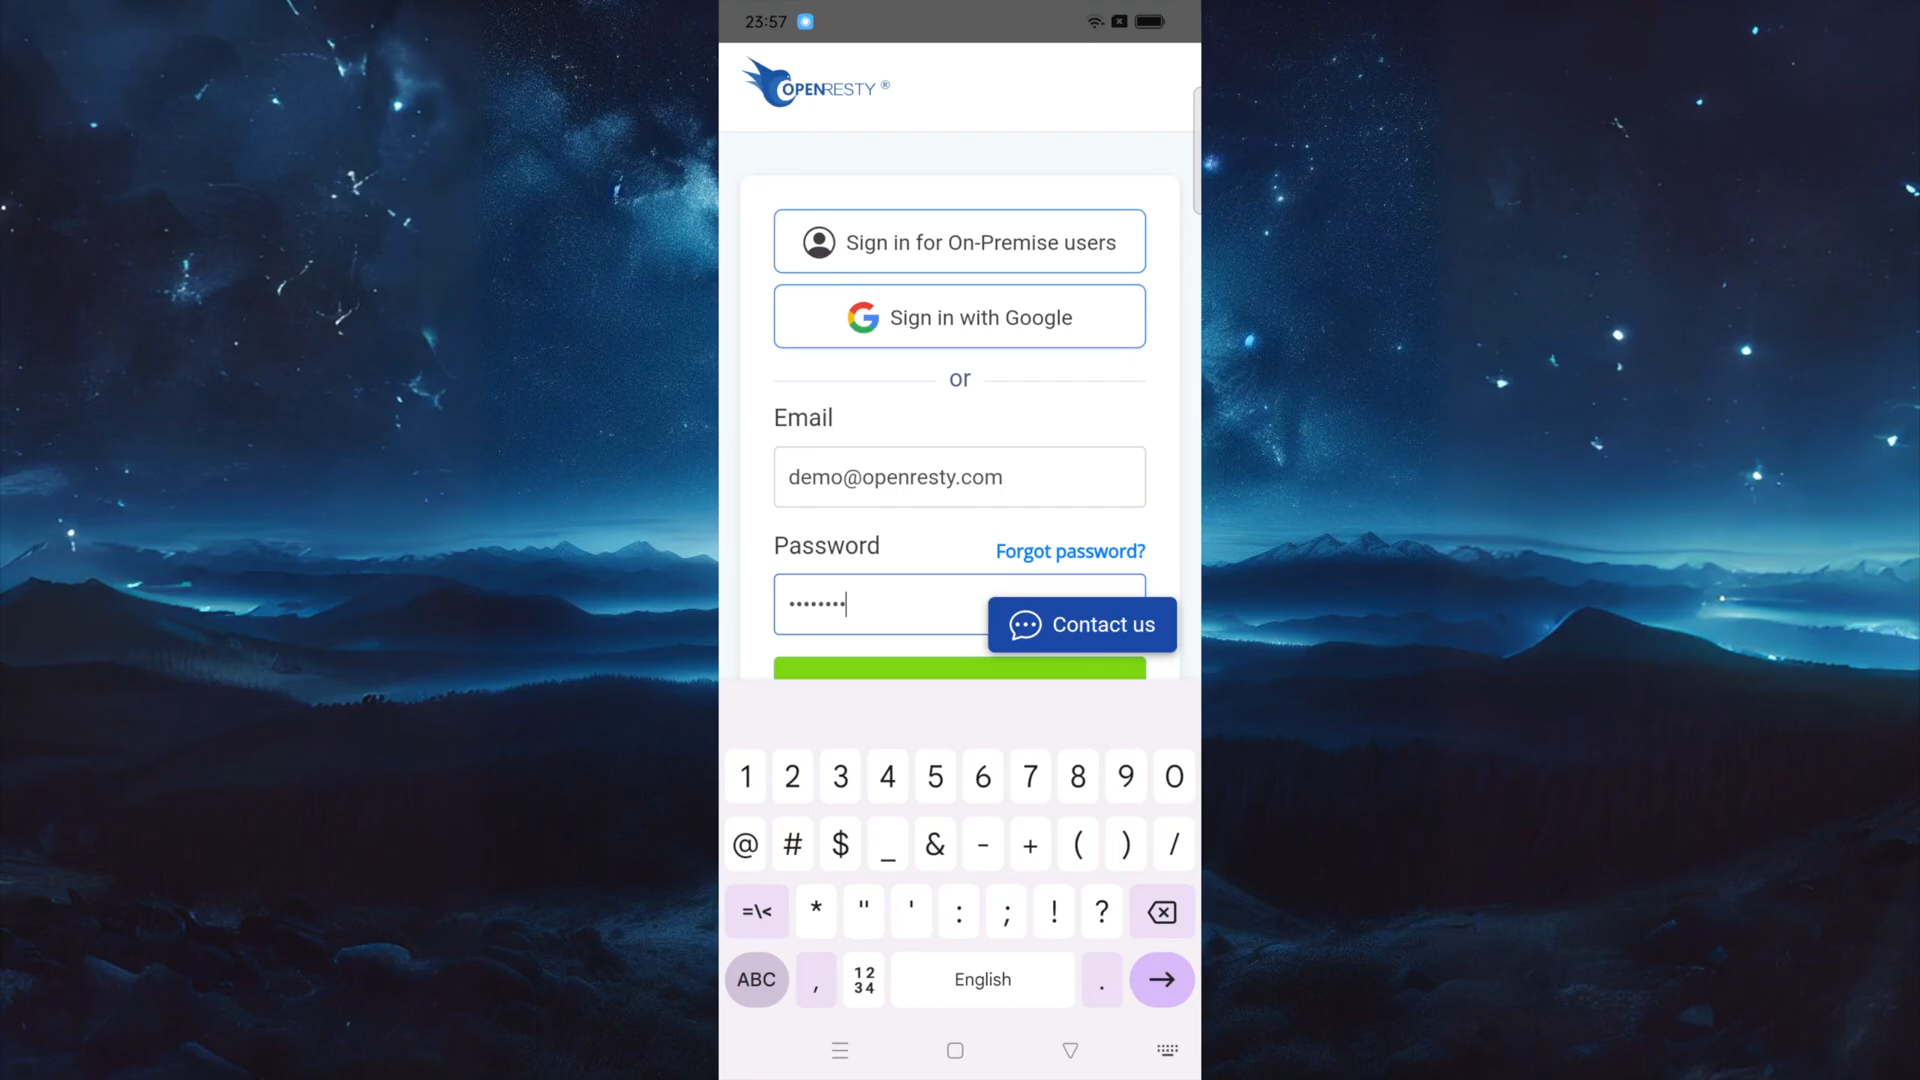 23:57
OPENRESTY ®
Sign in for On-Premise users
Sign in with Google
or
Email
demo@openresty.com
Password
Forgot password?
••••••••
Contact us
1 2 3 4 5 6 7 8 9 0
@ # $ _ & - + ( ) /
=\< * " ' : ; ! ?
ABC , 12 34 English .